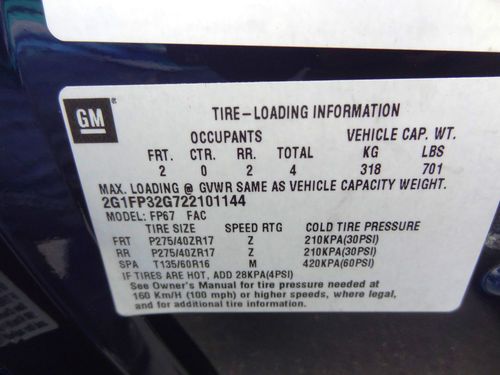 GM
TIRE-LOADING INFORMATION
OCCUPANTS VEHICLE CAP. WT.
FRT. CTR. RR. TOTAL KG LBS
2 0 2 4 318 701
MAX. LOADING @ GVWR SAME AS VEHICLE CAPACITY WEIGHT.
2G1FP32G722101144
MODEL: FP67 FAC
TIRE SIZE SPEED RTG COLD TIRE PRESSURE
FRT P275/40ZR17 Z 210KPA(30PSI)
RR P275/40ZR17 Z 210KPA(30PSI)
SPA T135/60R16 M 420KPA(60PSI)
IF TIRES ARE HOT, ADD 28KPA(4PSI)
See Owner's Manual for tire pressure needed at
160 Km/H (100 mph) or higher speeds, where legal,
and for additional tire information.